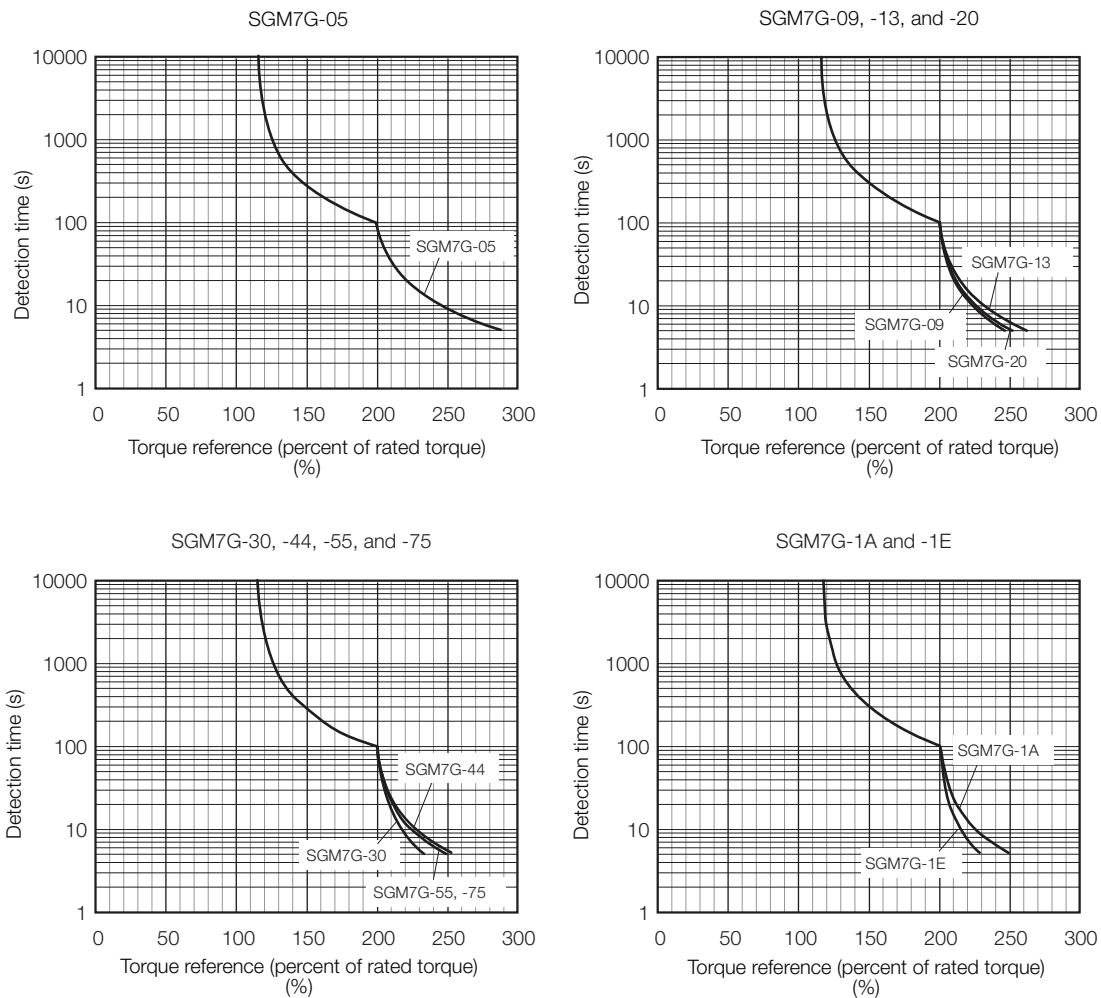 SGM7G-05
10000
1000
100
10
1
Detection time (s)
SGM7G-05
0 50 100 150 200 250 300
Torque reference (percent of rated torque)
(%)
SGM7G-09, -13, and -20
10000
1000
100
10
1
Detection time (s)
SGM7G-13
SGM7G-09
SGM7G-20
0 50 100 150 200 250 300
Torque reference (percent of rated torque)
(%)
SGM7G-30, -44, -55, and -75
10000
1000
100
10
1
Detection time (s)
SGM7G-44
SGM7G-30
SGM7G-55, -75
0 50 100 150 200 250 300
Torque reference (percent of rated torque)
(%)
SGM7G-1A and -1E
10000
1000
100
10
1
Detection time (s)
SGM7G-1A
SGM7G-1E
0 50 100 150 200 250 300
Torque reference (percent of rated torque)
(%)